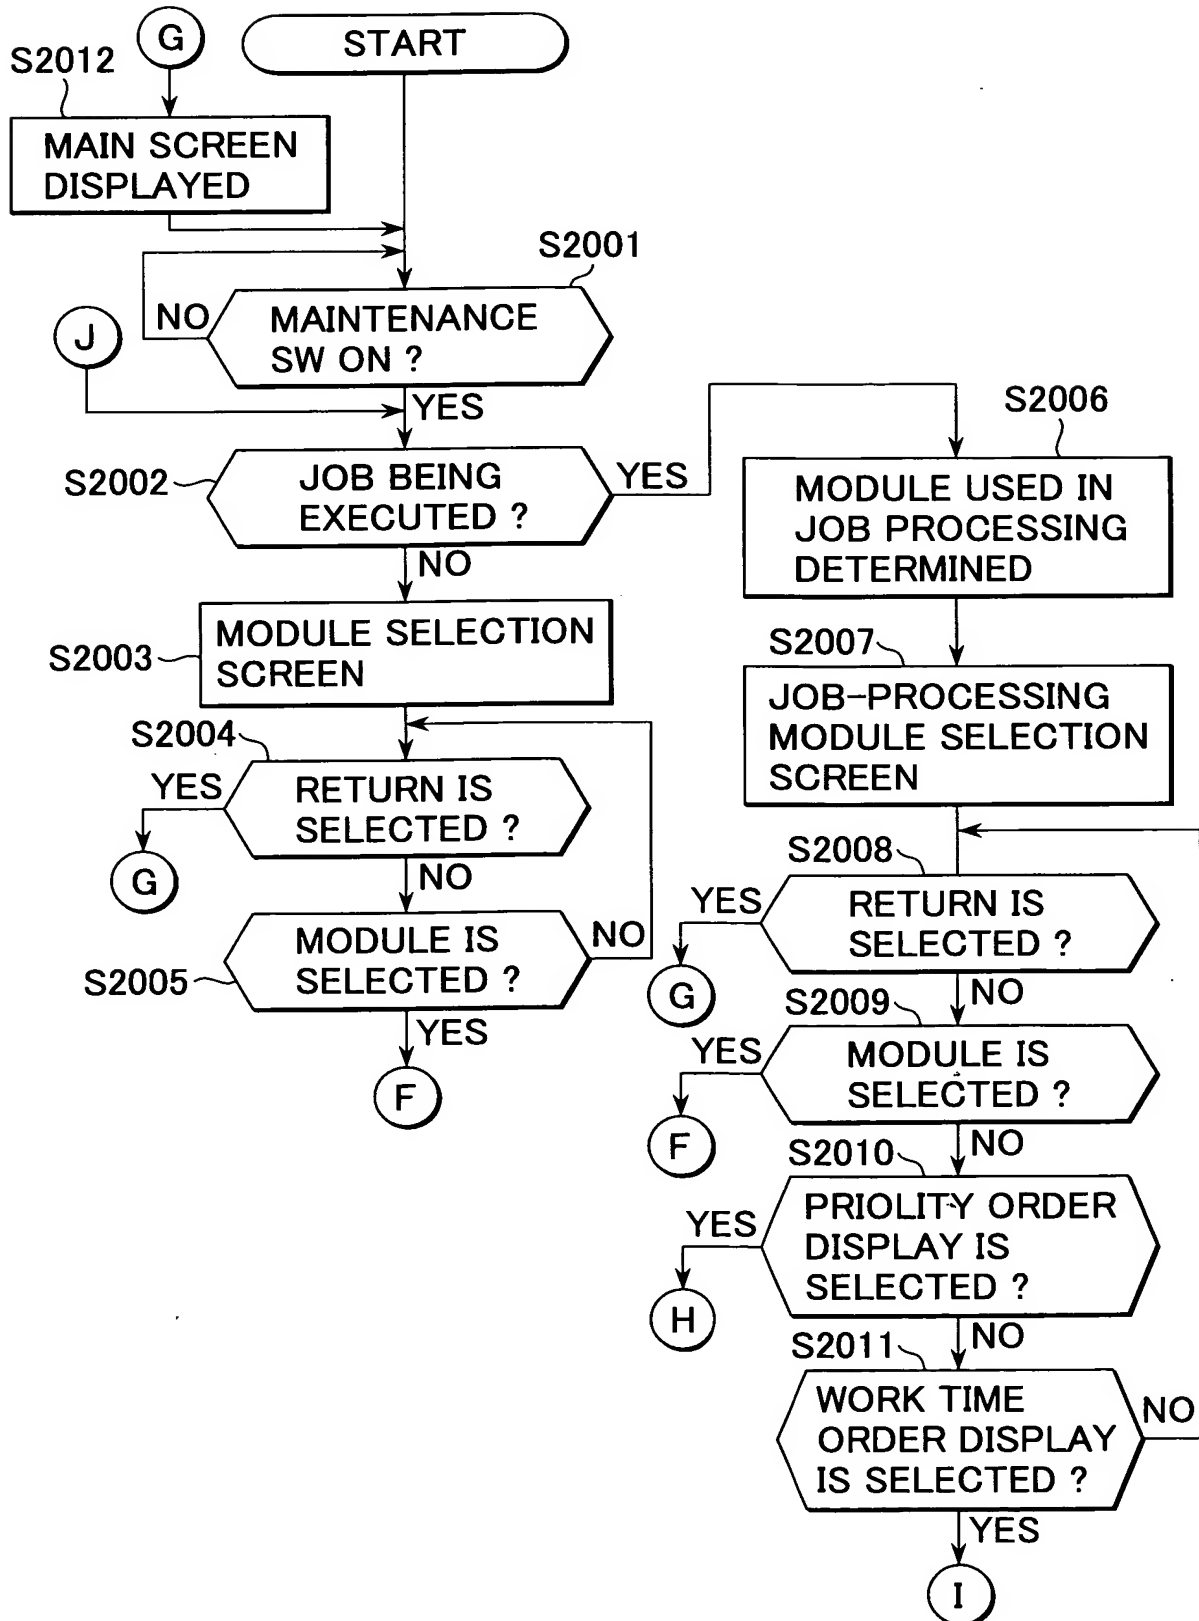 G
START
S2012
MAIN SCREEN
DISPLAYED
S2001
NO
MAINTENANCE
SW ON ?
J
YES
S2002
JOB BEING
EXECUTED ?
YES
NO
S2003
MODULE SELECTION
SCREEN
S2004
YES
RETURN IS
SELECTED ?
G
NO
S2005
MODULE IS
SELECTED ?
NO
YES
F
S2006
MODULE USED IN
JOB PROCESSING
DETERMINED
S2007
JOB-PROCESSING
MODULE SELECTION
SCREEN
S2008
YES
RETURN IS
SELECTED ?
G
NO
S2009
YES
MODULE IS
SELECTED ?
F
NO
S2010
YES
PRIOLITY ORDER
DISPLAY IS
SELECTED ?
H
NO
S2011
WORK TIME
ORDER DISPLAY
IS SELECTED ?
NO
YES
I